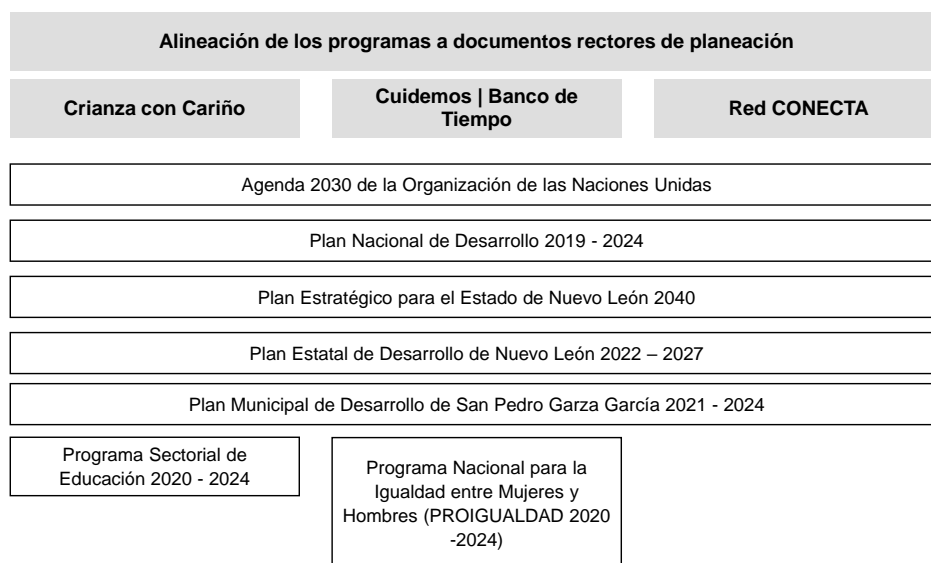 Alineación de los programas a documentos rectores de planeación
Crianza con Cariño
Cuidemos | Banco de
Tiempo
Red CONECTA
Agenda 2030 de la Organización de las Naciones Unidas
Plan Nacional de Desarrollo 2019 - 2024
Plan Estratégico para el Estado de Nuevo León 2040
Plan Estatal de Desarrollo de Nuevo León 2022 – 2027
Plan Municipal de Desarrollo de San Pedro Garza García 2021 - 2024
Programa Sectorial de
Educación 2020 - 2024
Programa Nacional para la
Igualdad entre Mujeres y
Hombres (PROIGUALDAD 2020
-2024)